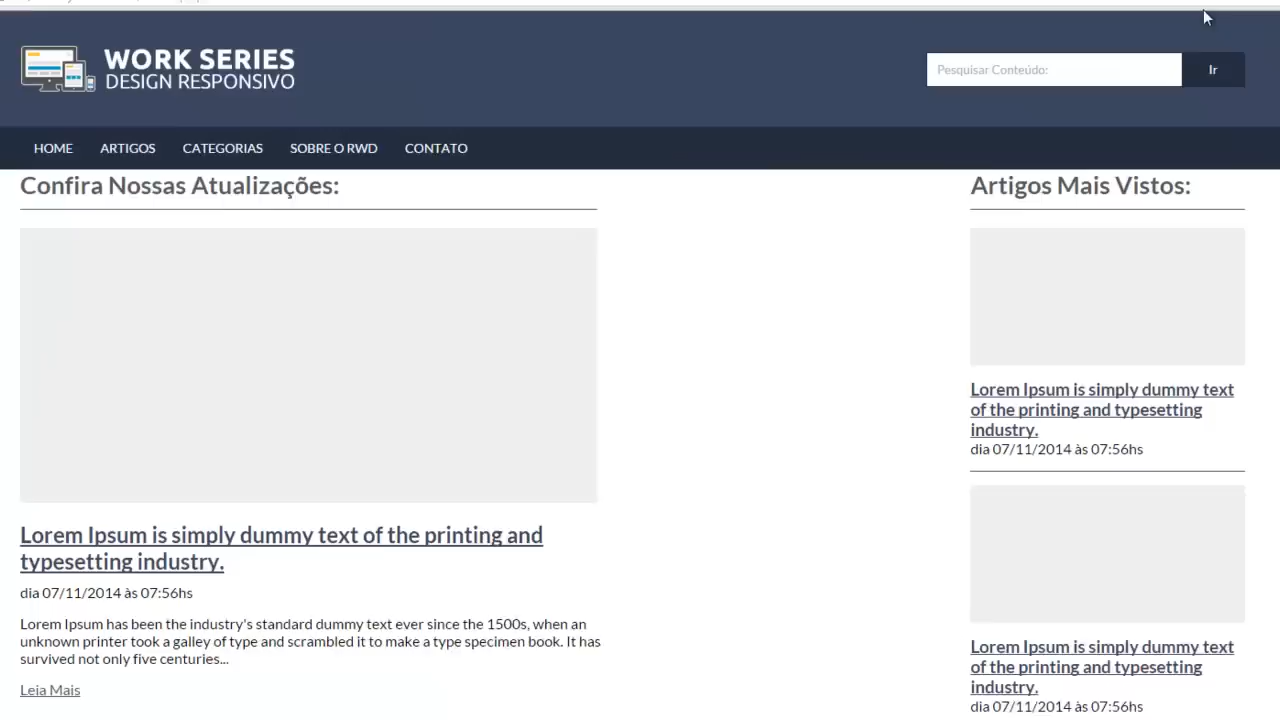 WORK SERIES
DESIGN RESPONSIVO
Pesquisar Conteúdo:
Ir
HOME
ARTIGOS
CATEGORIAS
SOBRE O RWD
CONTATO
Confira Nossas Atualizações:
Lorem Ipsum is simply dummy text of the printing and
typesetting industry.
dia 07/11/2014 às 07:56hs
Lorem Ipsum has been the industry's standard dummy text ever since the 1500s, when an
unknown printer took a galley of type and scrambled it to make a type specimen book. It has
survived not only five centuries...
Leia Mais
Artigos Mais Vistos:
Lorem Ipsum is simply dummy text
of the printing and typesetting
industry.
dia 07/11/2014 às 07:56hs
Lorem Ipsum is simply dummy text
of the printing and typesetting
industry.
dia 07/11/2014 às 07:56hs